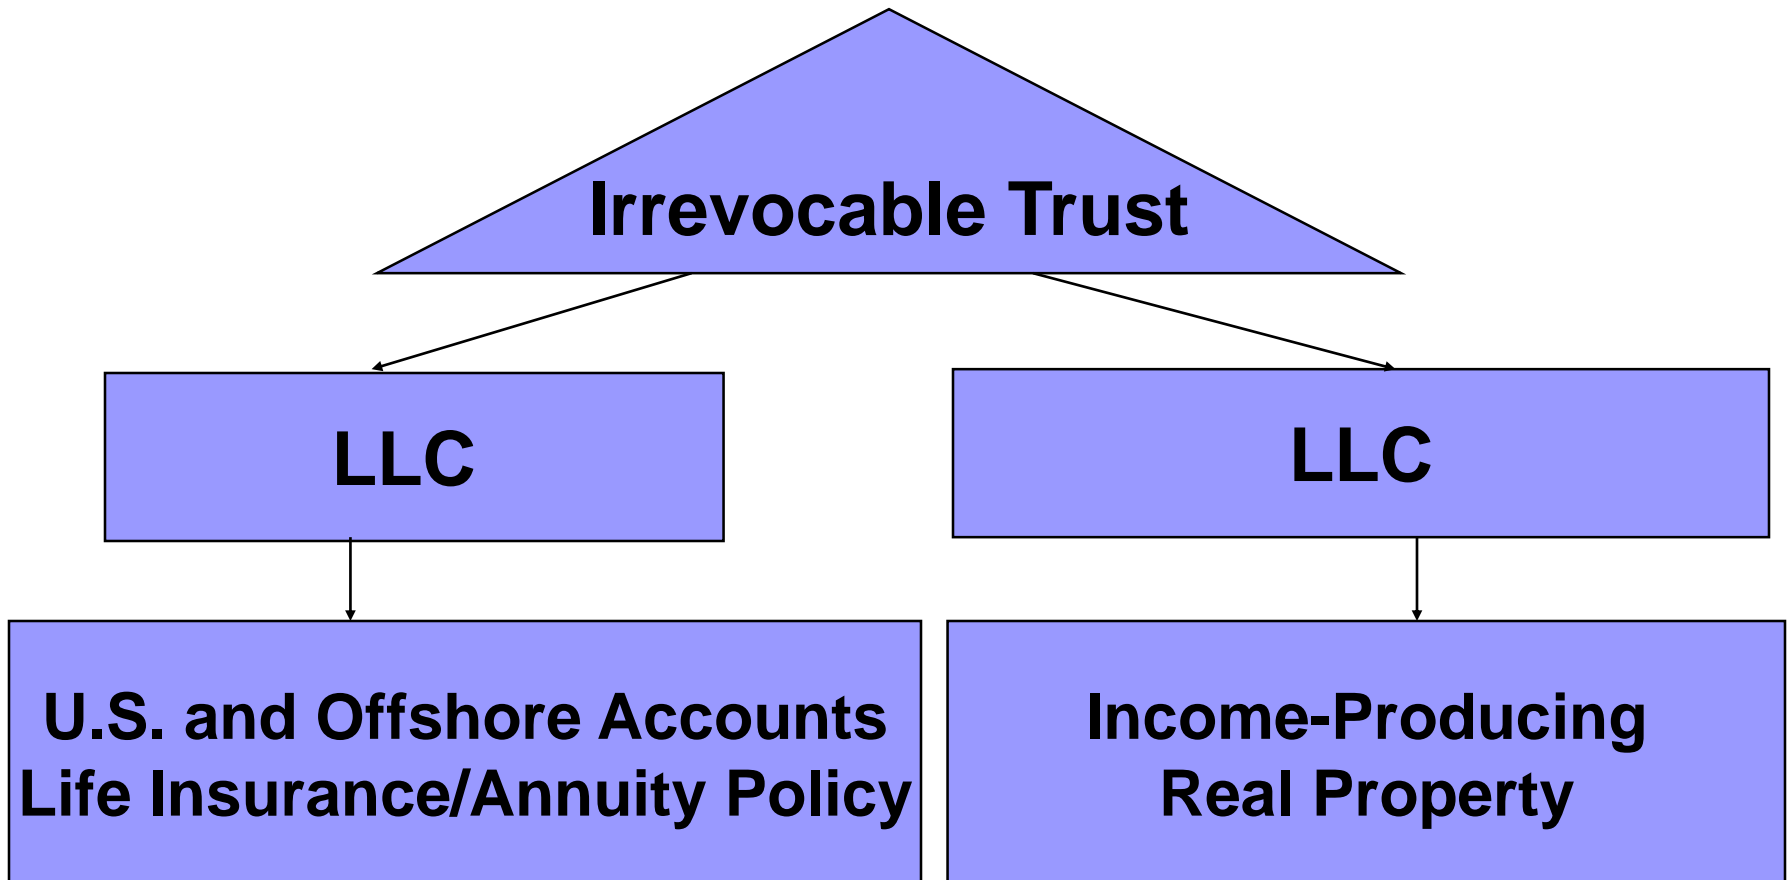 Irrevocable Trust
LLC
LLC
U.S. and Offshore Accounts
Life Insurance/Annuity Policy
Income-Producing
Real Property